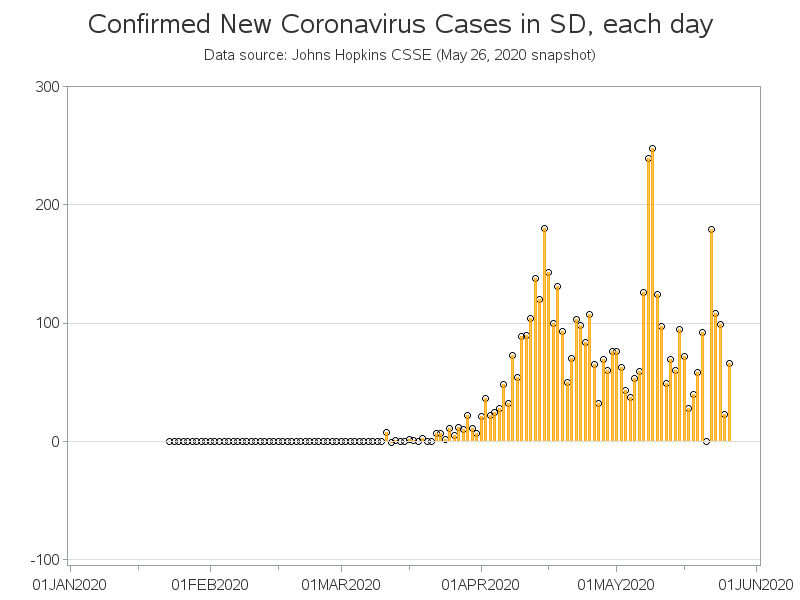 Confirmed New Coronavirus Cases in SD, each day
Data source: Johns Hopkins CSSE (May 26, 2020 snapshot)
300
200
100
0
-100
01JAN2020 01FEB2020 01MAR2020 01APR2020 01MAY2020 01JUN2020